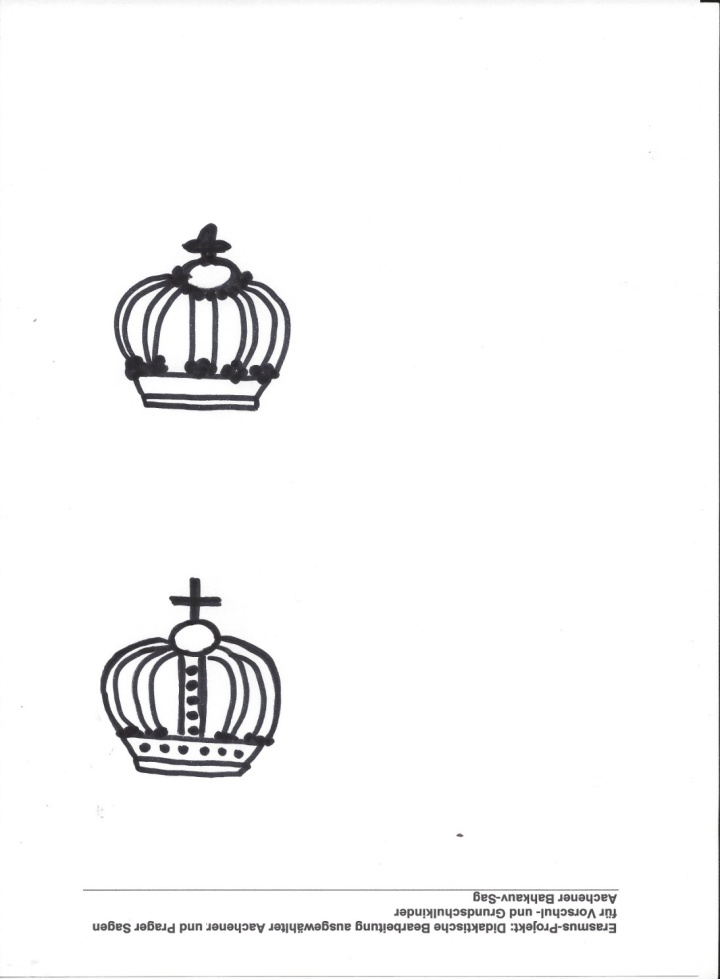 Erasmus-Projekt: Didaktische Bearbeitung ausgewählter Aachener und Prager Sagen
für Vorschul- und Grundschulkinder
Aachener Bahkauv-Sag